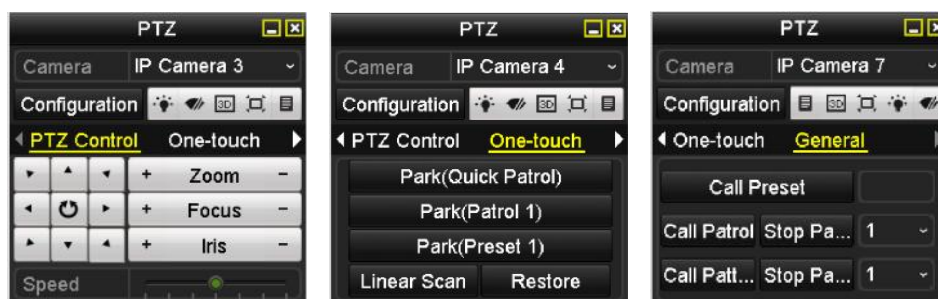 PTZ
Camera IP Camera 3
Configuration 3D
PTZ Control One-touch
+ Zoom -
+ Focus -
+ Iris -
Speed
PTZ
Camera IP Camera 4
Configuration 3D
PTZ Control One-touch
Park(Quick Patrol)
Park(Patrol 1)
Park(Preset 1)
Linear Scan Restore
PTZ
Camera IP Camera 7
Configuration 3D
One-touch General
Call Preset
Call Patrol Stop Pa... 1
Call Patt... Stop Pa... 1